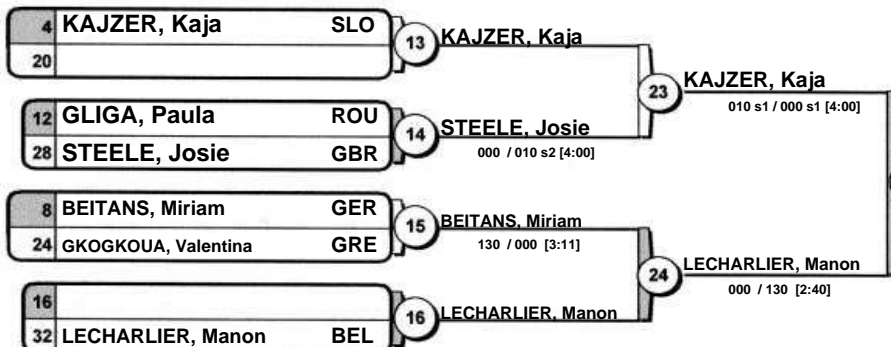 4 KAJZER, Kaja SLO
20
13 KAJZER, Kaja
12 GLIGA, Paula ROU
28 STEELE, Josie GBR
14 STEELE, Josie
000 / 010 s2 [4:00]
23 KAJZER, Kaja
010 s1 / 000 s1 [4:00]
8 BEITANS, Miriam GER
24 GKOGKOUA, Valentina GRE
15 BEITANS, Miriam
130 / 000 [3:11]
16
32 LECHARLIER, Manon BEL
16 LECHARLIER, Manon
24 LECHARLIER, Manon
000 / 130 [2:40]